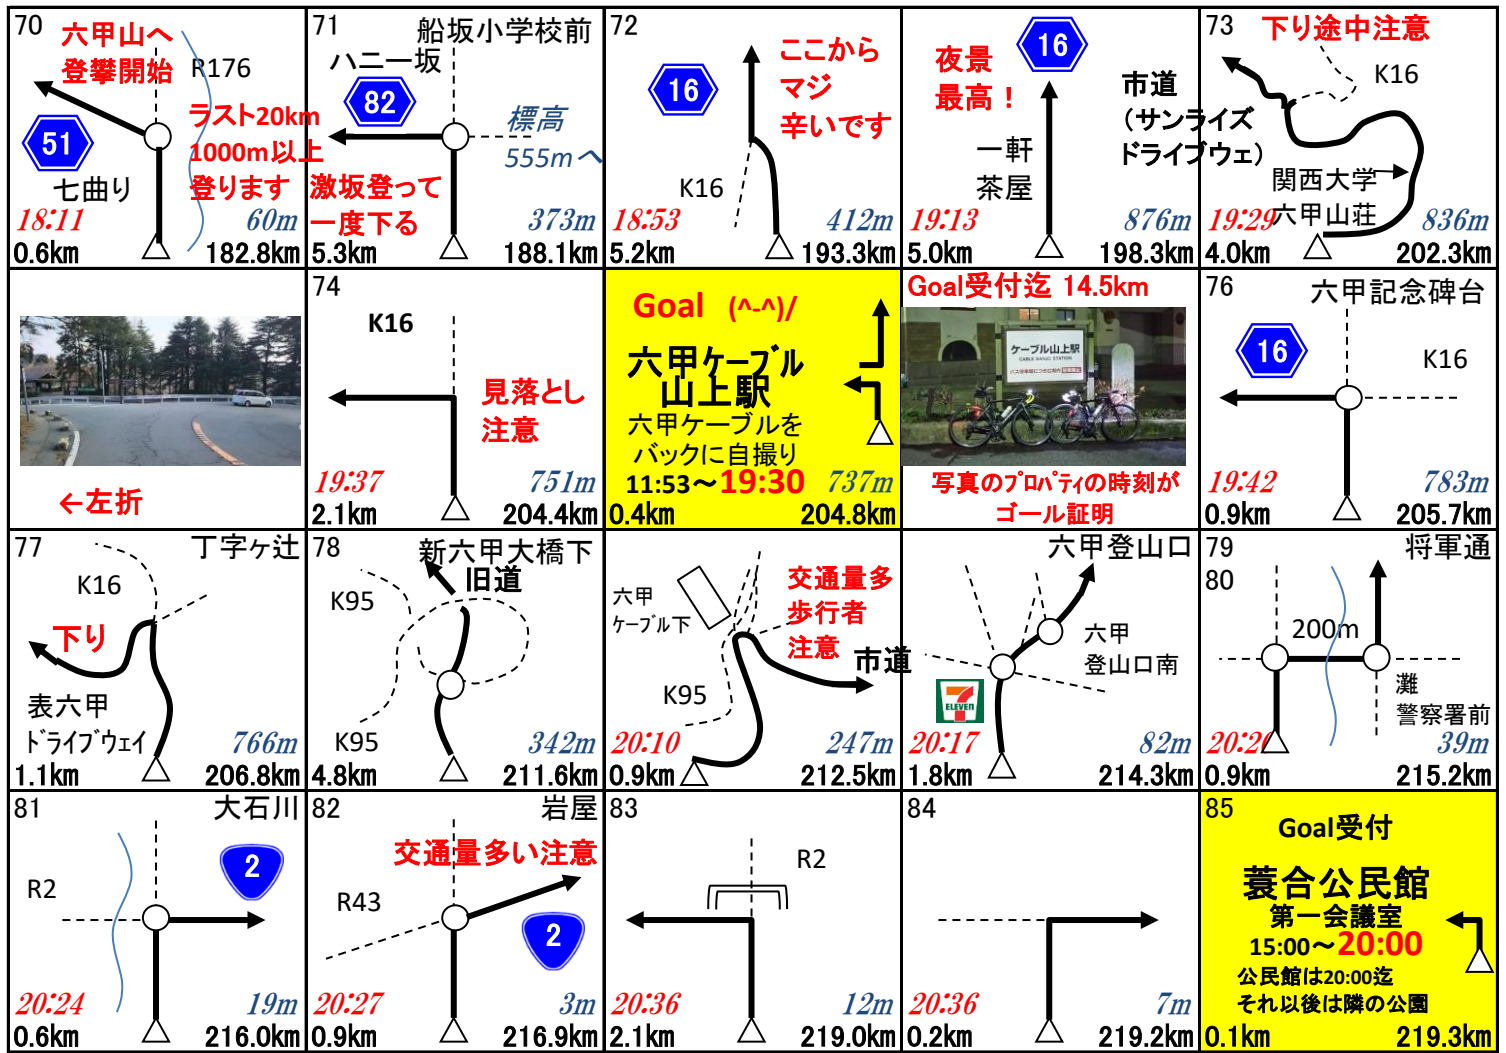 70
六甲山へ
登攀開始
R176
51
ラスト20km
1000m以上
登ります
七曲り
18:11
60m
0.6km
182.8km
71
船坂小学校前
ハニー坂
82
標高
555mへ
激坂登って
一度下る
373m
5.3km
188.1km
72
16
ここから
マジ
辛いです
K16
18:53
412m
5.2km
193.3km
夜景
最高！
16
一軒
茶屋
19:13
876m
5.0km
198.3km
73
下り途中注意
K16
市道
(サンライズ
ドライブウェ)
関西大学
六甲山荘
19:29
836m
4.0km
202.3km
←左折
74
K16
見落とし
注意
19:37
751m
2.1km
204.4km
Goal (^-^)/
六甲ケーブル
山上駅
六甲ケーブルを
バックに自撮り
11:53～19:30
737m
0.4km
204.8km
Goal受付迄 14.5km
ケーブル山上駅
CABLE SANJO STATION
写真のプロパティの時刻が
ゴール証明
76
六甲記念碑台
16
K16
19:42
783m
0.9km
205.7km
77
丁字ヶ辻
K16
下り
表六甲
ドライブウェイ
766m
1.1km
206.8km
78
新六甲大橋下
旧道
K95
K95
342m
4.8km
211.6km
六甲
ケーブル下
交通量多
歩行者
注意
市道
K95
20:10
247m
0.9km
212.5km
六甲登山口
六甲
登山口南
7
ELEVEN
20:17
82m
1.8km
214.3km
79
80
将軍通
200m
灘
警察署前
39m
0.9km
215.2km
81
大石川
2
R2
20:24
19m
0.6km
216.0km
82
岩屋
交通量多い注意
R43
2
20:27
3m
0.9km
216.9km
83
R2
20:36
12m
2.1km
219.0km
84
20:36
7m
0.2km
219.2km
85
Goal受付
葺合公民館
第一会議室
15:00～20:00
公民館は20:00迄
それ以後は隣の公園
0.1km
219.3km